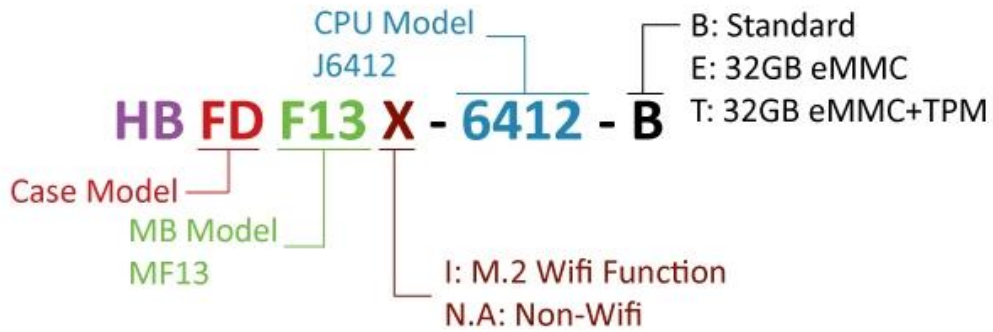 CPU Model
J6412
B: Standard
E: 32GB eMMC
T: 32GB eMMC+TPM
HB FD F13 X - 6412 - B
Case Model
MB Model
MF13
I: M.2 Wifi Function
N.A: Non-Wifi